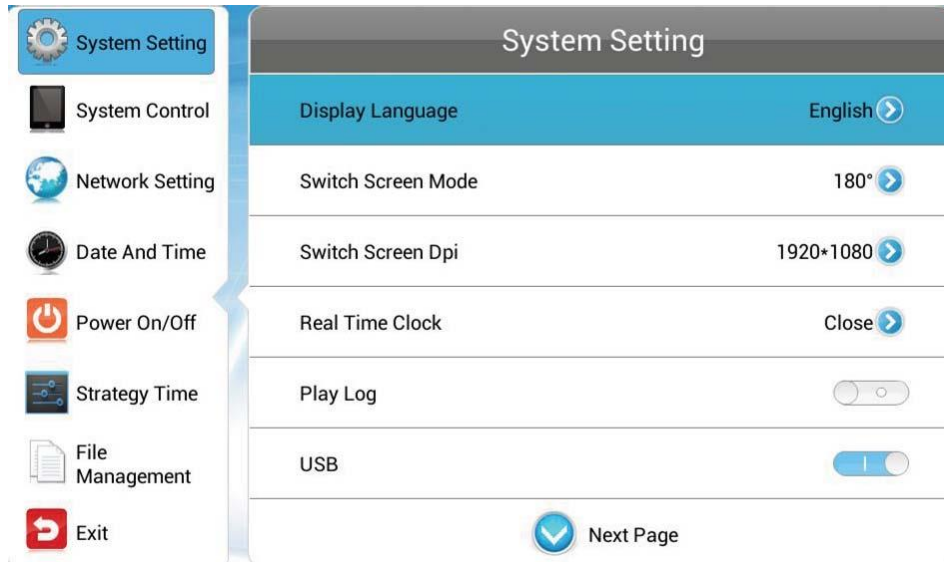 System Setting
System Control
Network Setting
Date And Time
Power On/Off
Strategy Time
File
Management
Exit
System Setting
Display Language English
Switch Screen Mode 180°
Switch Screen Dpi 1920*1080
Real Time Clock Close
Play Log
USB
Next Page